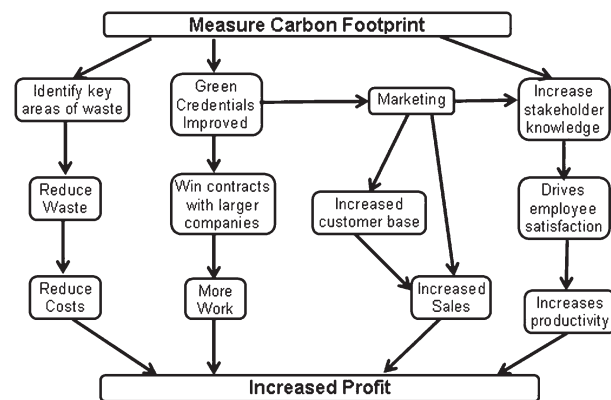 Measure Carbon Footprint
Identify key
areas of waste
Green
Credentials
Improved
Marketing
Increase
stakeholder
knowledge
Reduce
Waste
Win contracts
with larger
companies
Increased
customer base
Drives
employee
satisfaction
Reduce
Costs
More
Work
Increased
Sales
Increases
productivity
Increased Profit